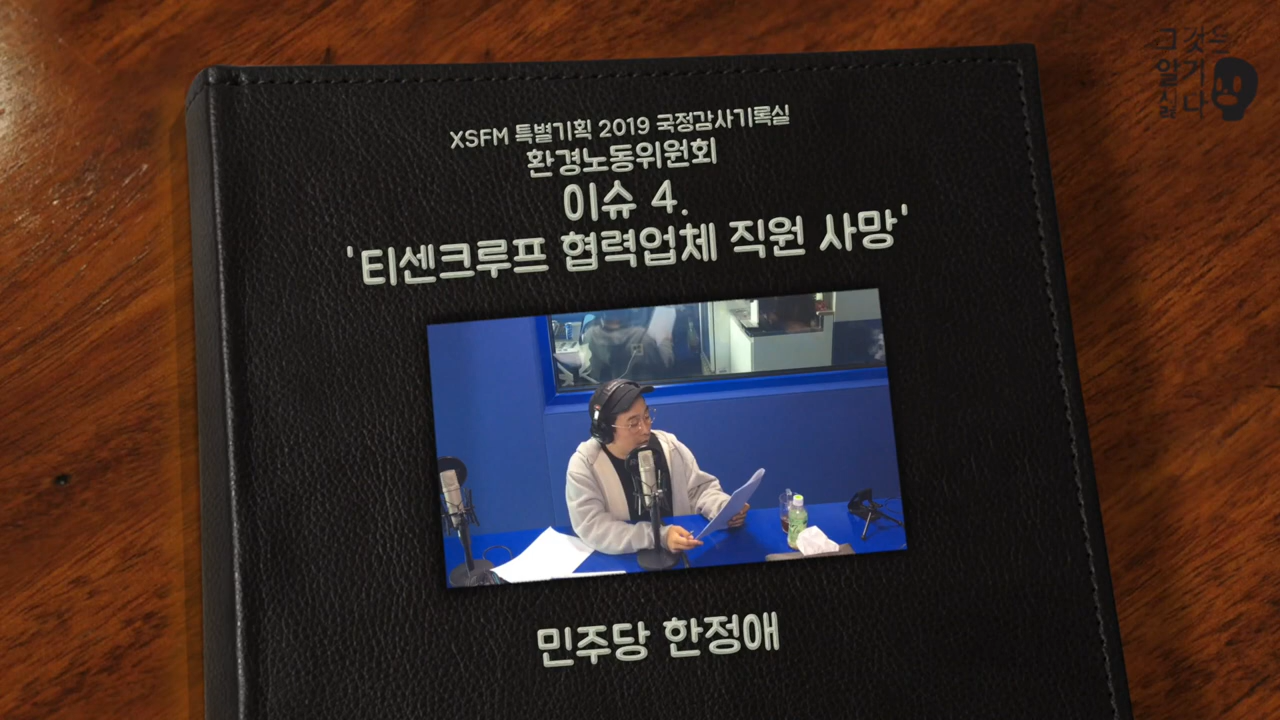 XSFM 특별기획 2019 국정감사기록실
환경노동위원회
이슈 4.
'티센크루프 협력업체 직원 사망'
민주당 한정애
그것은
알기
싫다